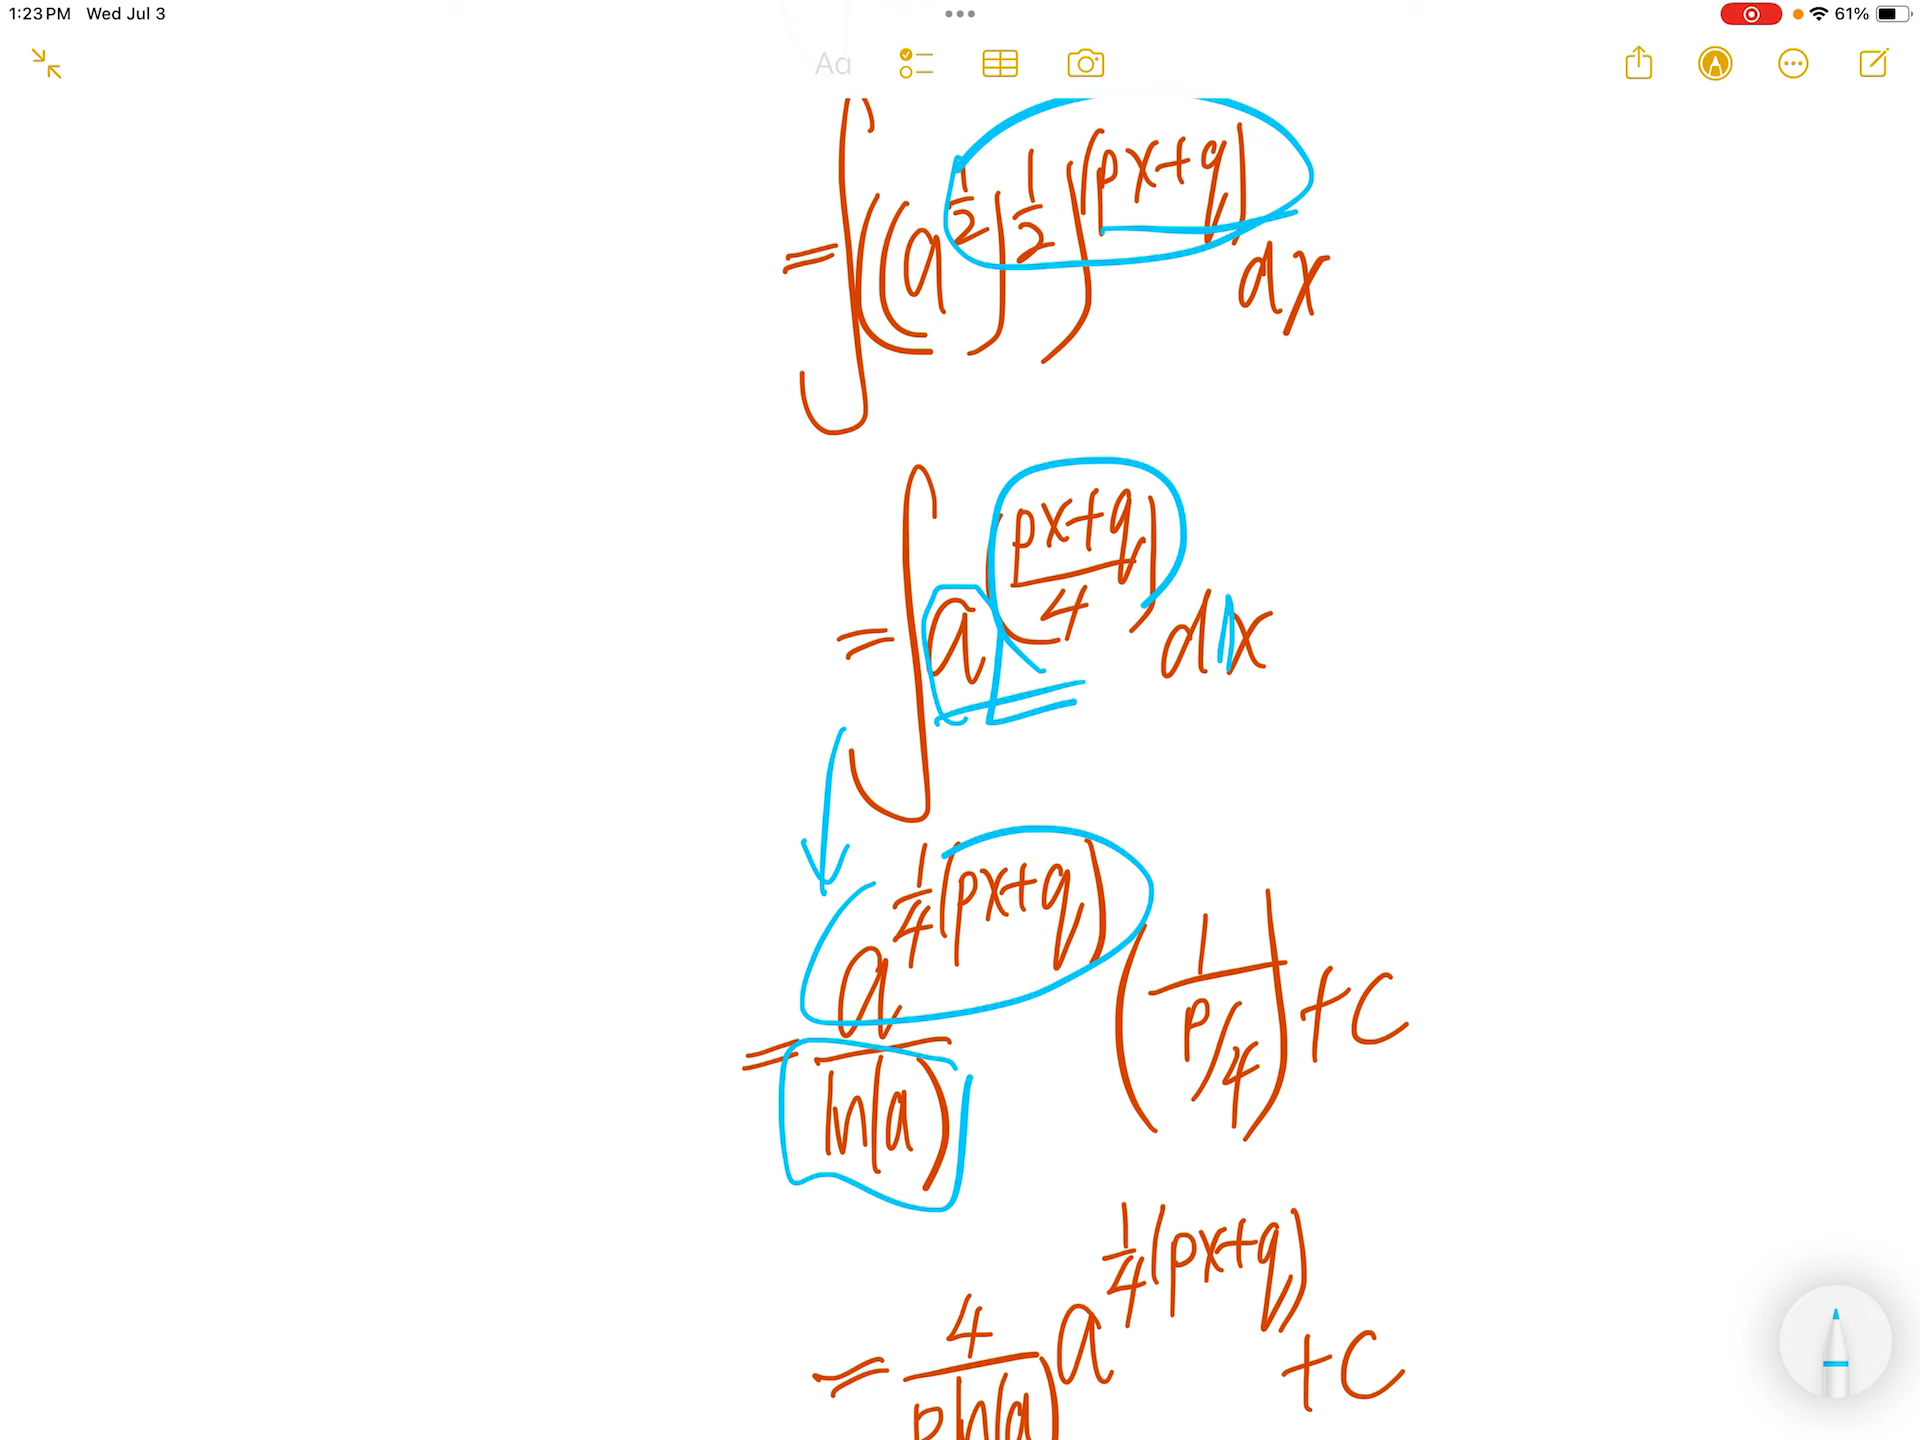 1:23 PM Wed Jul 3
61%
Aa
= ∫((a^(1/2))^(1/2))^(px+q) dx
= ∫a^((px+q)/4) dx
= a^(1/4(px+q))/ln(a) (1/(p/4)) + C
= 4/(p ln(a)) a^(1/4(px+q)) + C